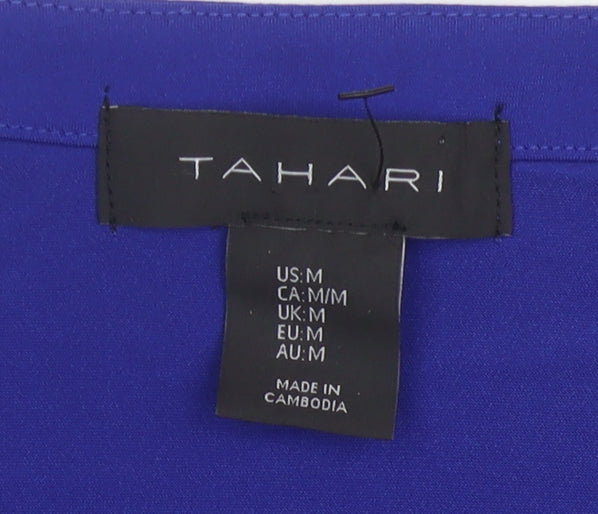 TAHARI
US:M
CA:M/M
UK:M
EU:M
AU:M
MADE IN
CAMBODIA